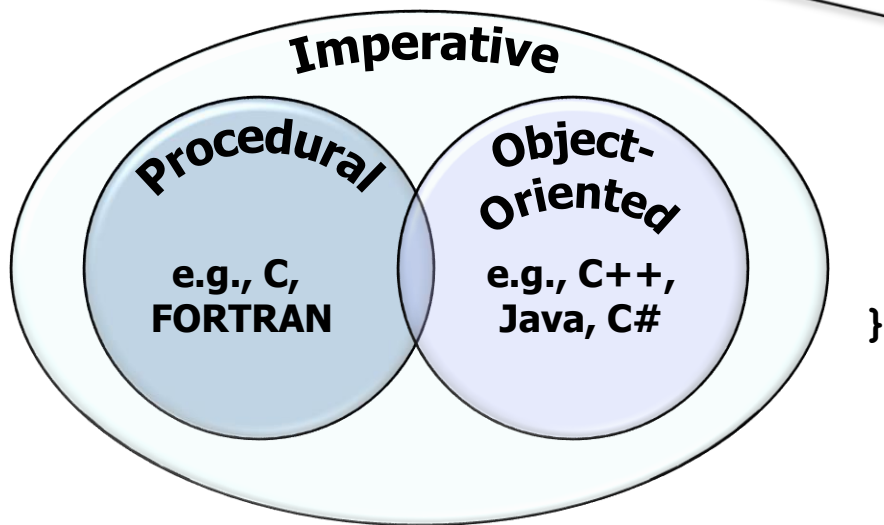 Imperative
Procedural
e.g., C,
FORTRAN
Object-
Oriented
e.g., C++,
Java, C#
}